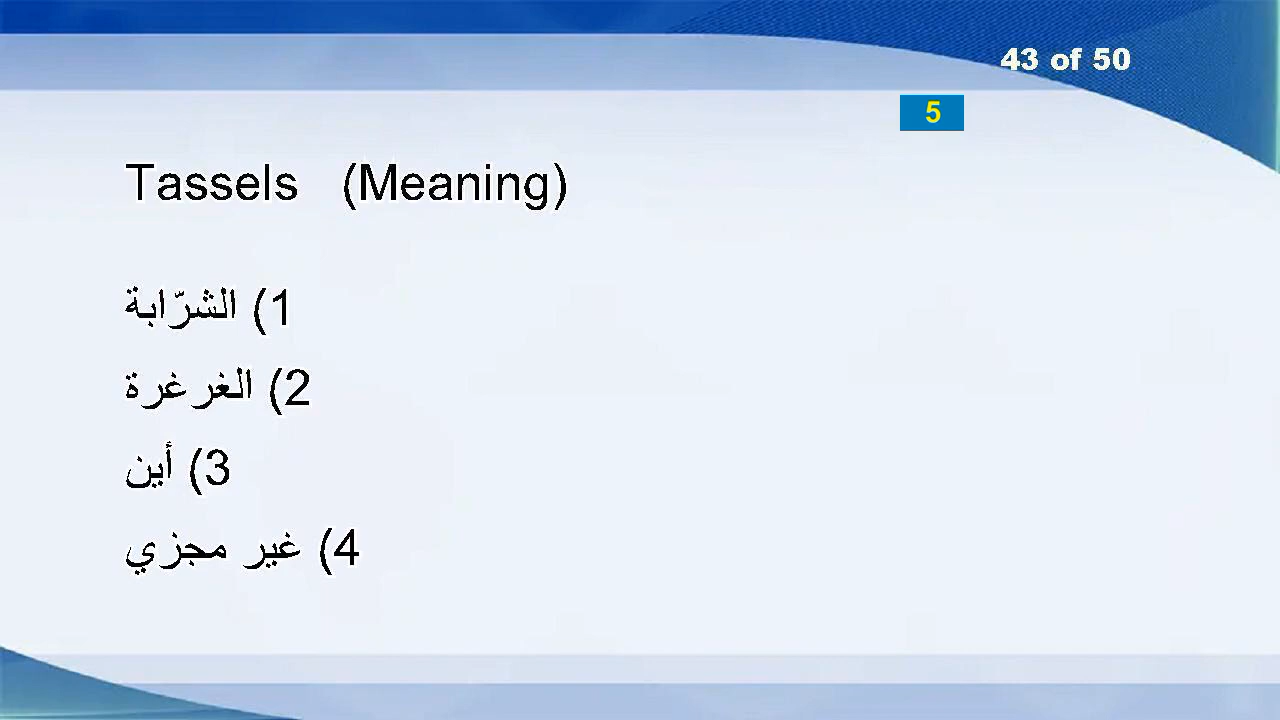 43 of 50
5
Tassels (Meaning)
1) الشرّابة
2) الغرغرة
3) أين
4) غير مجزي